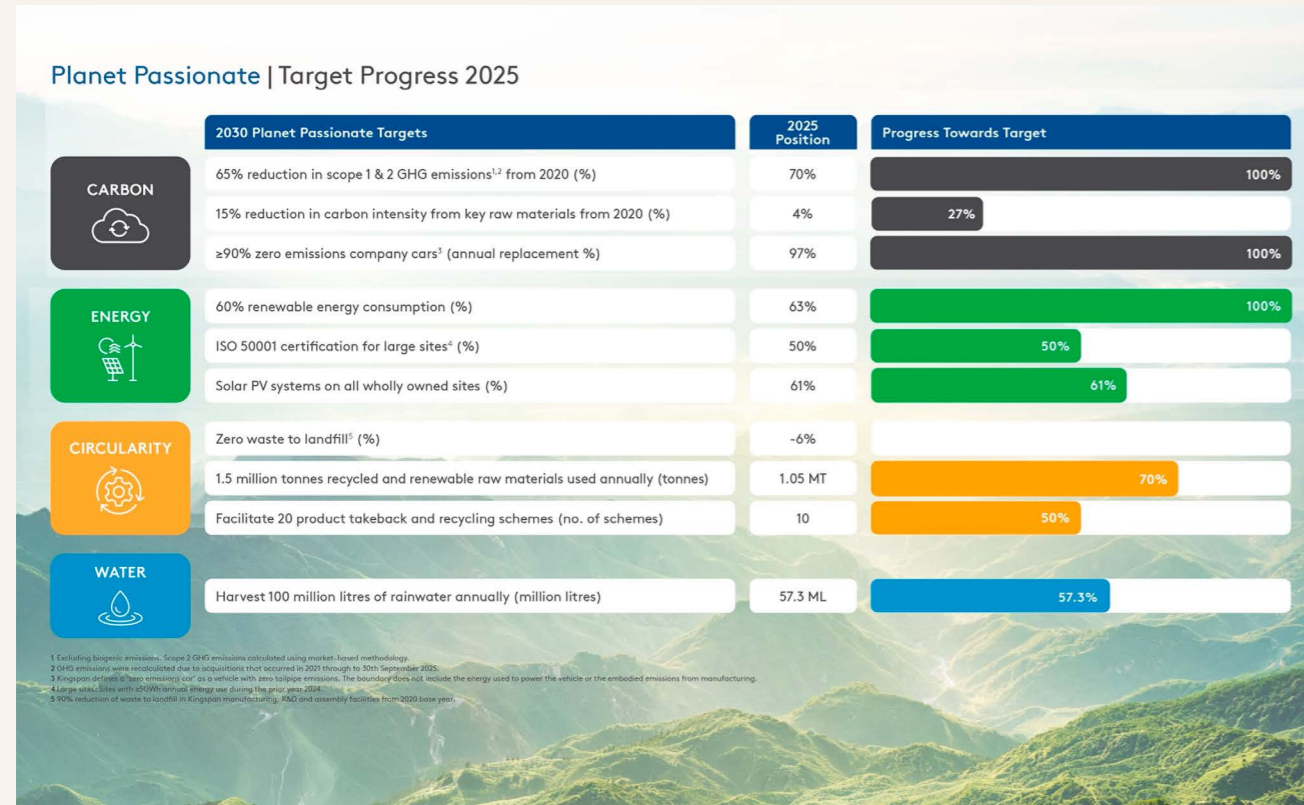 Planet Passionate | Target Progress 2025
2030 Planet Passionate Targets
2025
Position
Progress Towards Target
CARBON
65% reduction in scope 1 & 2 GHG emissions¹,² from 2020 (%)
70%
100%
15% reduction in carbon intensity from key raw materials from 2020 (%)
4%
27%
≥90% zero emissions company cars³ (annual replacement %)
97%
100%
ENERGY
60% renewable energy consumption (%)
63%
100%
ISO 50001 certification for large sites⁴ (%)
50%
50%
Solar PV systems on all wholly owned sites (%)
61%
61%
CIRCULARITY
Zero waste to landfill⁵ (%)
-6%
1.5 million tonnes recycled and renewable raw materials used annually (tonnes)
1.05 MT
70%
Facilitate 20 product takeback and recycling schemes (no. of schemes)
10
50%
WATER
Harvest 100 million litres of rainwater annually (million litres)
57.3 ML
57.3%
1 Excluding biogenic emissions. Scope 2 GHG emissions calculated using market-based methodology.
2 GHG emissions were recalculated due to acquisitions that occurred in 2021 through to 30th September 2025.
3 Kingspan defines a 'zero emissions car' as a vehicle with zero tailpipe emissions. The boundary does not include the energy used to power the vehicle or the embodied emissions from manufacturing.
4 Large sites: Sites with ≥5GWh annual energy use during the prior year 2024.
5 90% reduction of waste to landfill in Kingspan manufacturing, R&D and assembly facilities from 2020 base year.